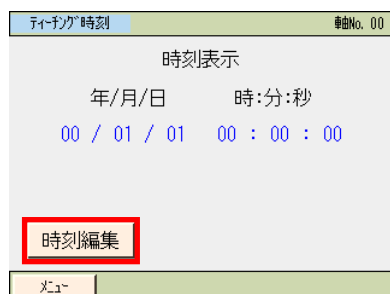 ﾃｨｰﾁﾝｸﾞ時刻 軸No. 00
時刻表示
年/月/日 時:分:秒
00 / 01 / 01 00 : 00 : 00
時刻編集
ﾒﾆｭｰ